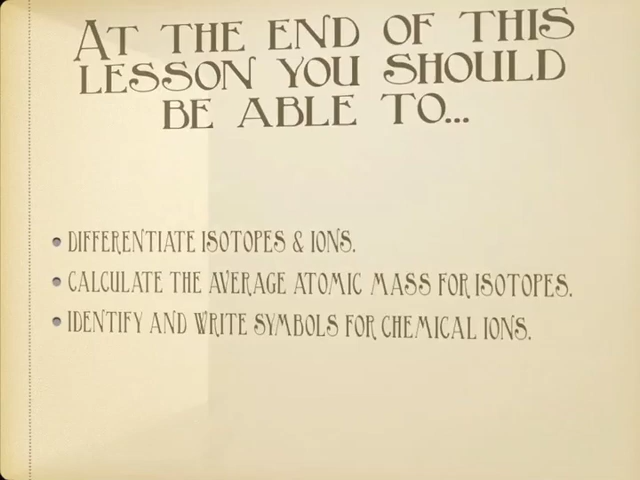 At the end of this
lesson you should
be able to...
• Differentiate isotopes & ions.
• Calculate the average atomic mass for isotopes.
• Identify and write symbols for chemical ions.